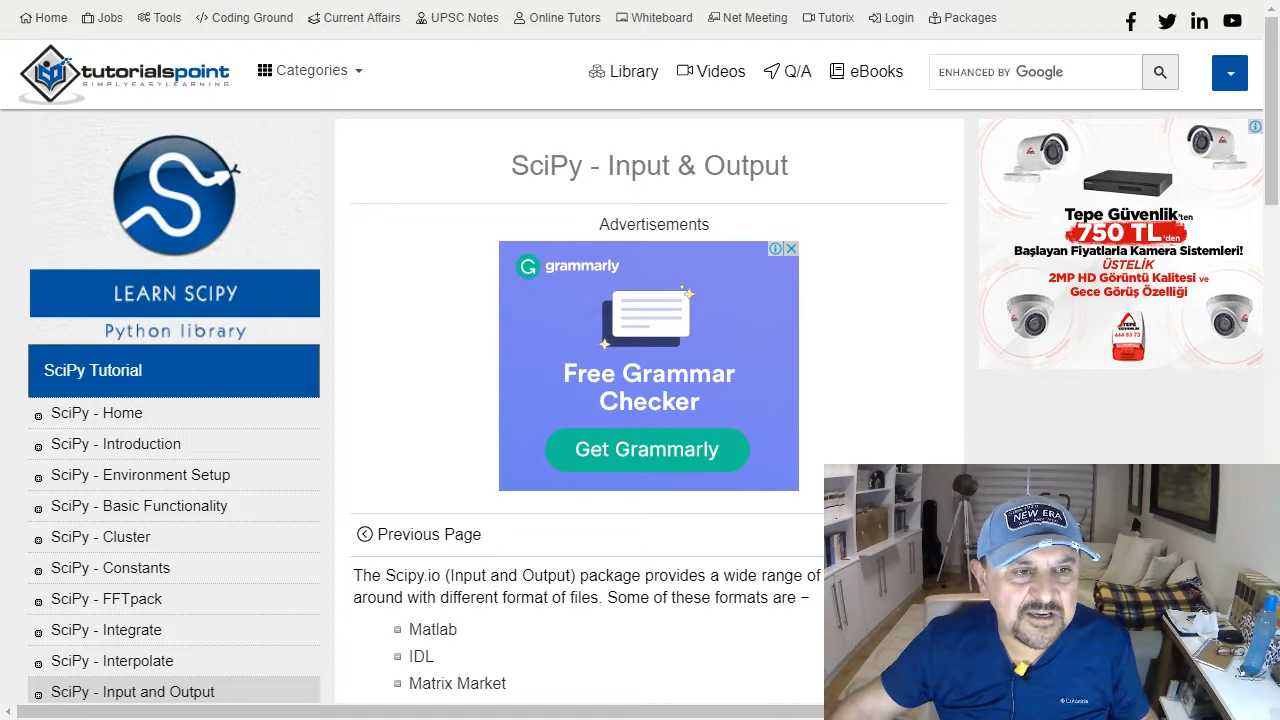 Home Jobs Tools Coding Ground Current Affairs UPSC Notes Online Tutors Whiteboard Net Meeting Tutorix Login Packages
tutorialspoint
SIMPLYEASYLEARNING
Categories
Library Videos Q/A eBooks
ENHANCED BY Google
LEARN SCIPY
Python library
SciPy Tutorial
SciPy - Home
SciPy - Introduction
SciPy - Environment Setup
SciPy - Basic Functionality
SciPy - Cluster
SciPy - Constants
SciPy - FFTpack
SciPy - Integrate
SciPy - Interpolate
SciPy - Input and Output
SciPy - Input & Output
Advertisements
grammarly
Free Grammar
Checker
Get Grammarly
Previous Page
The Scipy.io (Input and Output) package provides a wide range of
around with different format of files. Some of these formats are −
Matlab
IDL
Matrix Market
Tepe Güvenlik'ten
750 TL'den
Başlayan Fiyatlarla Kamera Sistemleri!
ÜSTELİK
2MP HD Görüntü Kalitesi ve
Gece Görüş Özelliği
TEPE
GÜVENLİK
444 83 73
NEW ERA
Columbia